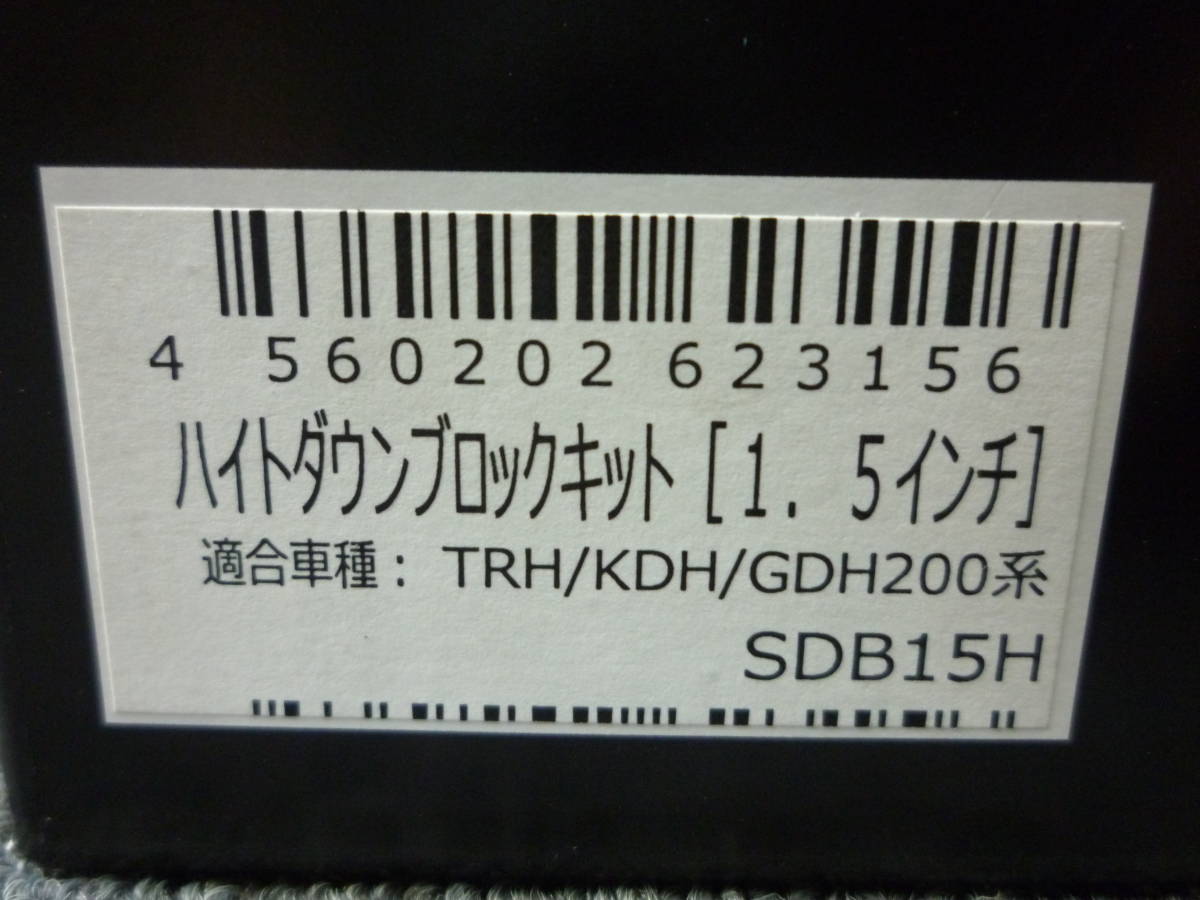 4 560202 623156
ハイトダウンブロックキット［1．5インチ］
適合車種： TRH/KDH/GDH200系
SDB15H